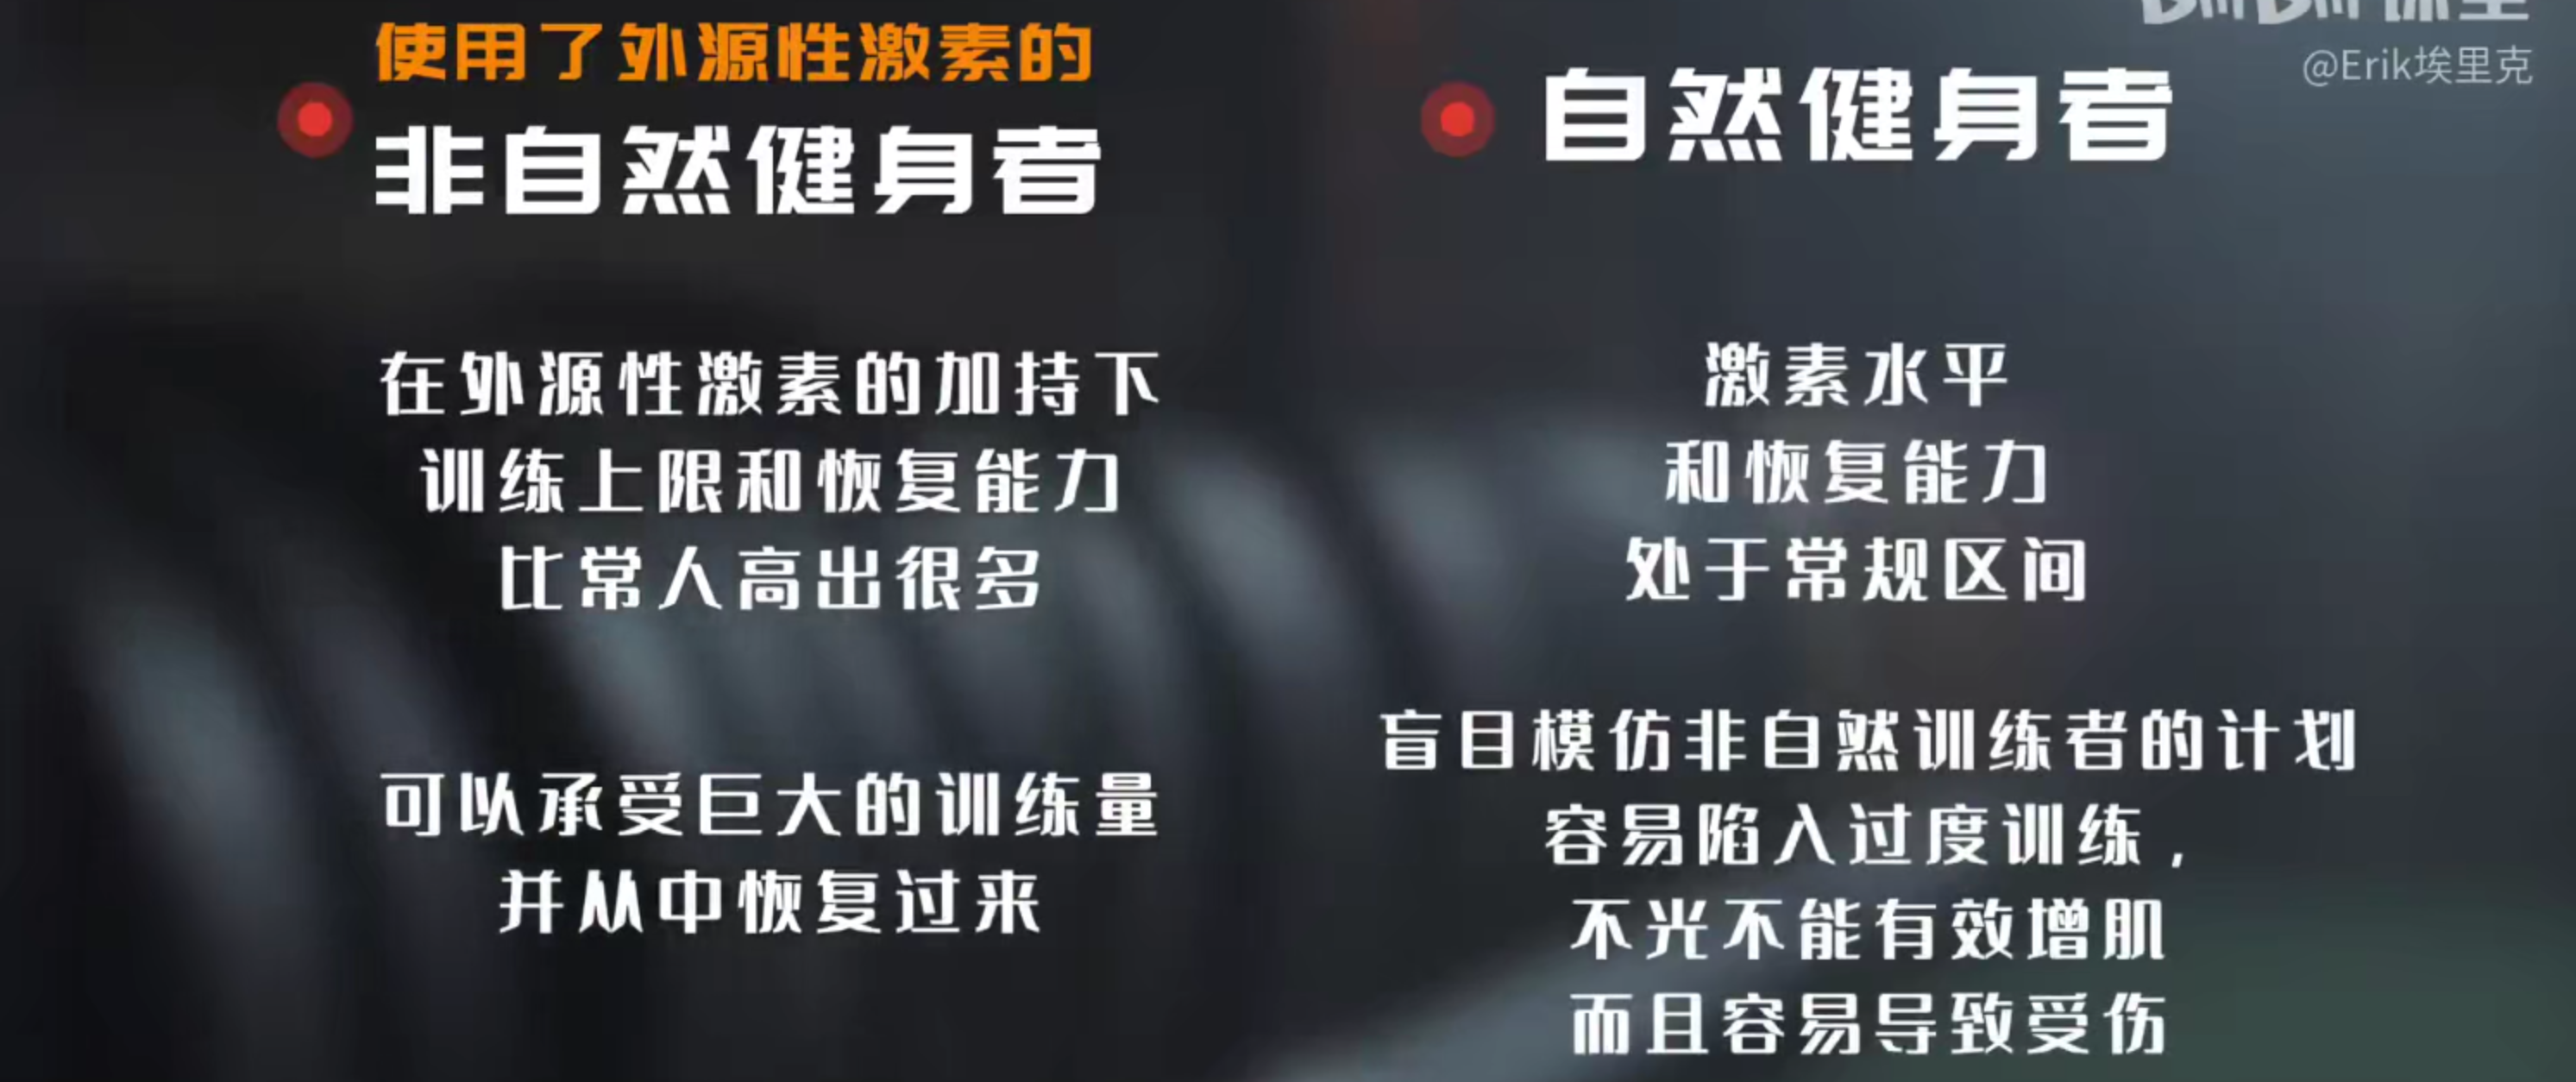 使用了外源性激素的
非自然健身者
在外源性激素的加持下
训练上限和恢复能力
比常人高出很多
可以承受巨大的训练量
并从中恢复过来
@Erik埃里克
自然健身者
激素水平
和恢复能力
处于常规区间
盲目模仿非自然训练者的计划
容易陷入过度训练，
不光不能有效增肌
而且容易导致受伤